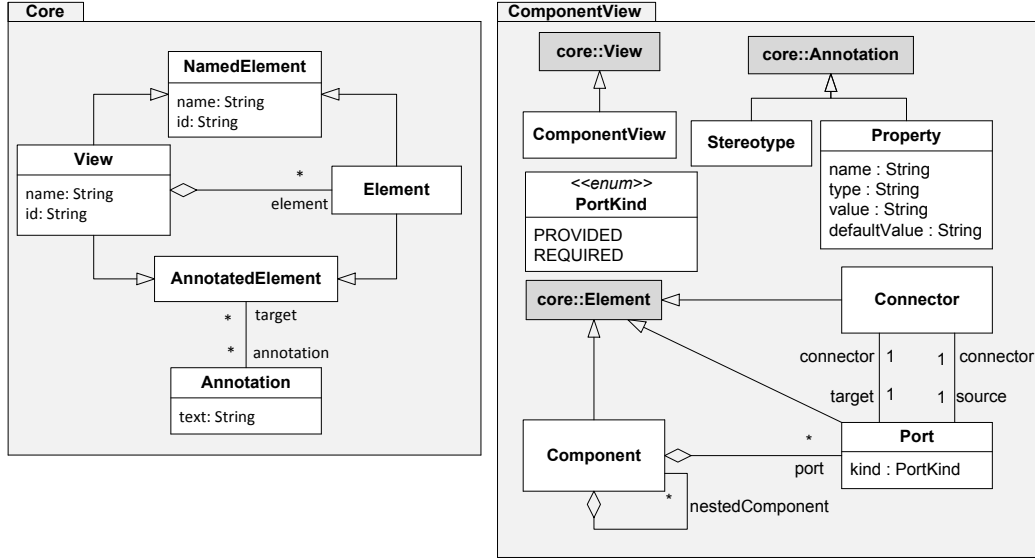 Core
NamedElement
name: String
id: String
View
name: String
id: String
*
element
Element
AnnotatedElement
* target
* annotation
Annotation
text: String
ComponentView
core::View
core::Annotation
ComponentView
Stereotype
Property
name : String
type : String
value : String
defaultValue : String
<<enum>>
PortKind
PROVIDED
REQUIRED
core::Element
Connector
connector 1 1 connector
target 1 1 source
Component
*
port
Port
kind : PortKind
*
nestedComponent